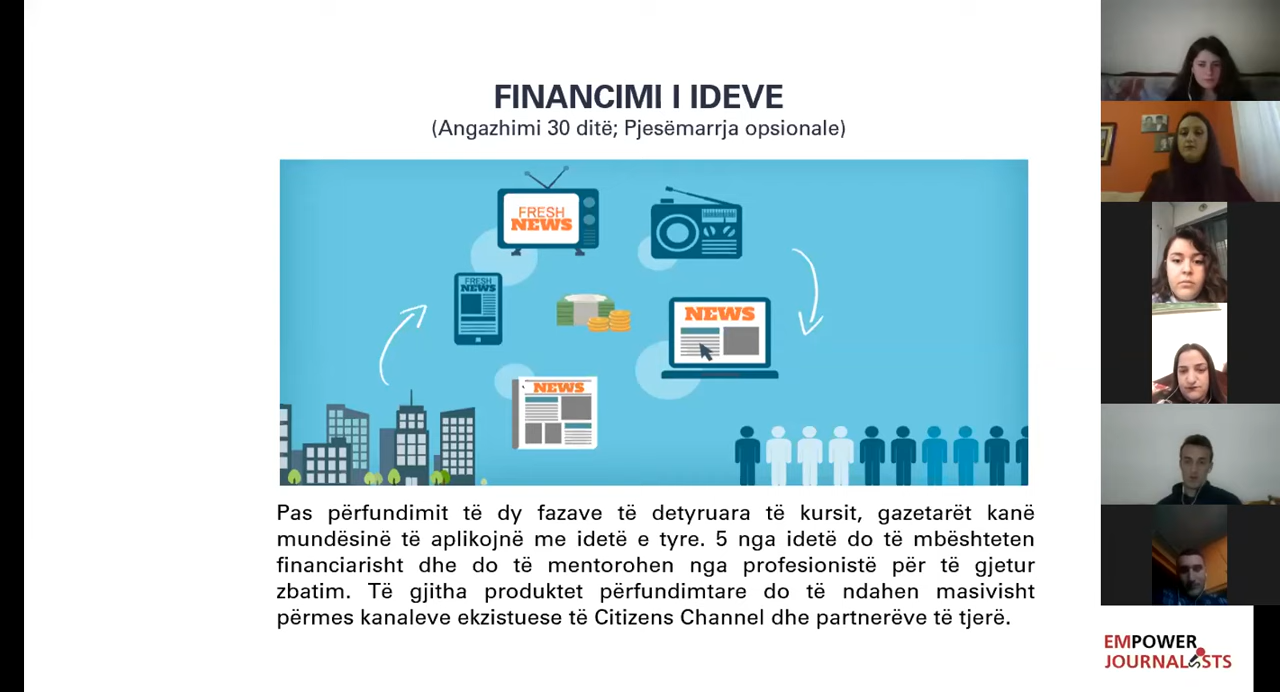 FINANCIMI I IDEVE
(Angazhimi 30 ditë; Pjesëmarrja opsionale)
FRESH
NEWS
FRESH
NEWS
NEWS
NEWS
Pas përfundimit të dy fazave të detyruara të kursit, gazetarët kanë
mundësinë të aplikojnë me idetë e tyre. 5 nga idetë do të mbështeten
financiarisht dhe do të mentorohen nga profesionistë për të gjetur
zbatim. Të gjitha produktet përfundimtare do të ndahen masivisht
përmes kanaleve ekzistuese të Citizens Channel dhe partnerëve të tjerë.
EMPOWER
JOURNALISTS